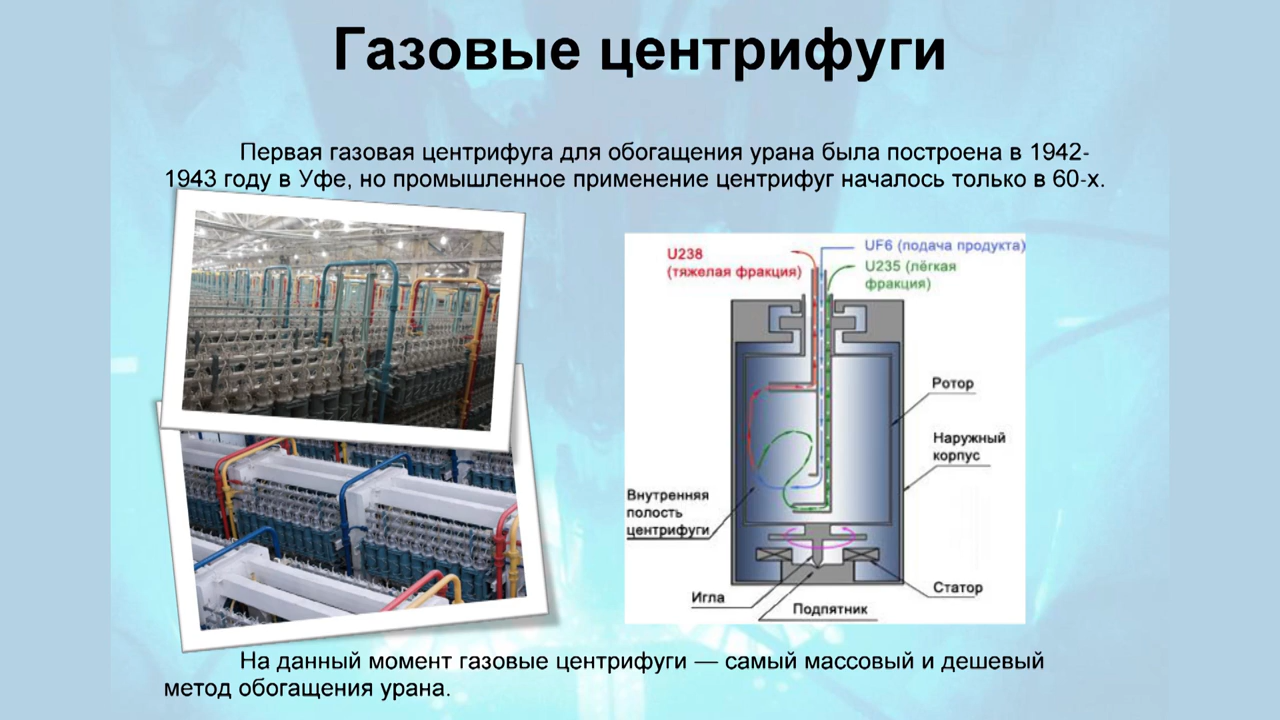 Газовые центрифуги
Первая газовая центрифуга для обогащения урана была построена в 1942-
1943 году в Уфе, но промышленное применение центрифуг началось только в 60-х.
U238
(тяжелая фракция)
UF6 (подача продукта)
U235 (лёгкая
фракция)
Ротор
Наружный
корпус
Внутренняя
полость
центрифуги
Статор
Игла
Подпятник
На данный момент газовые центрифуги — самый массовый и дешевый
метод обогащения урана.